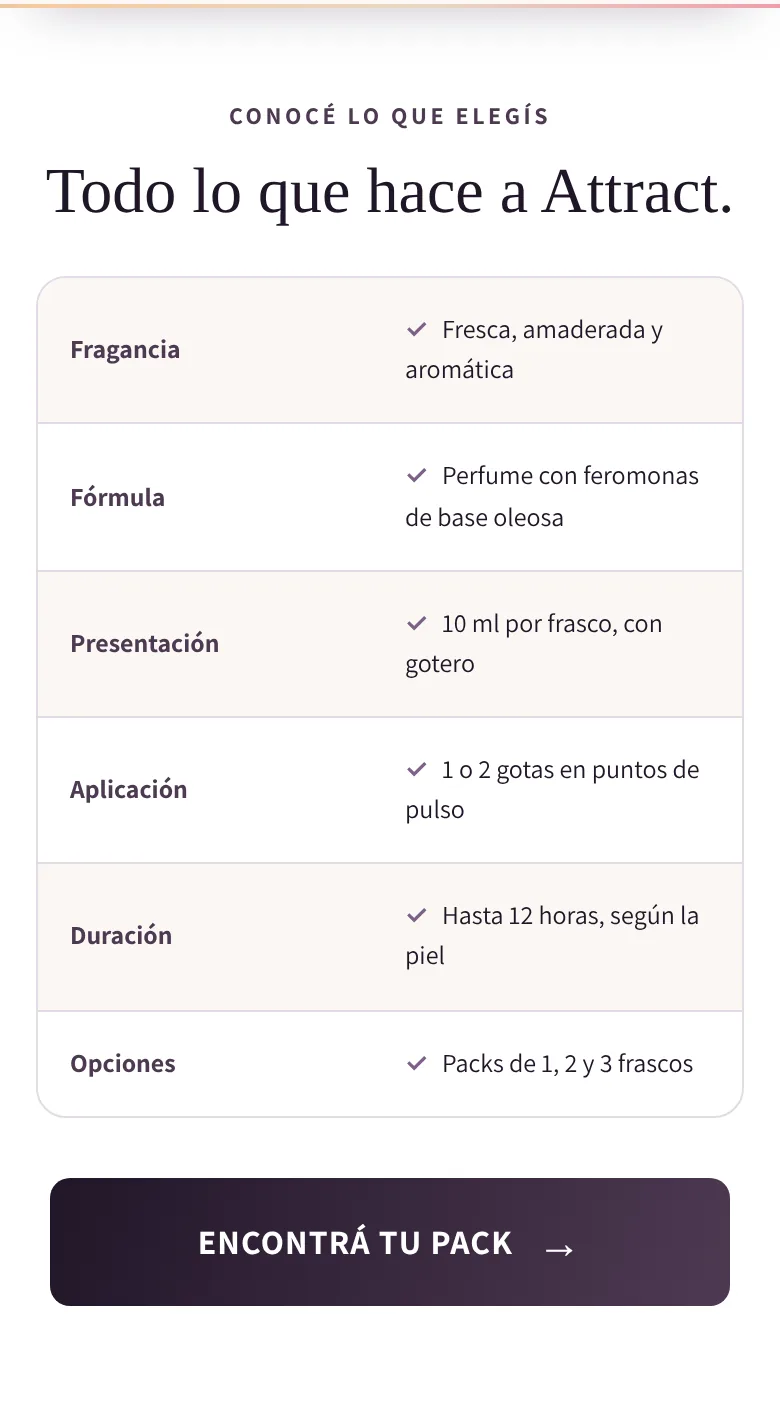 CONOCÉ LO QUE ELEGÍS
Todo lo que hace a Attract.
Fragancia
✓ Fresca, amaderada y
aromática
Fórmula
✓ Perfume con feromonas
de base oleosa
Presentación
✓ 10 ml por frasco, con
gotero
Aplicación
✓ 1 o 2 gotas en puntos de
pulso
Duración
✓ Hasta 12 horas, según la
piel
Opciones
✓ Packs de 1, 2 y 3 frascos
ENCONTRÁ TU PACK →